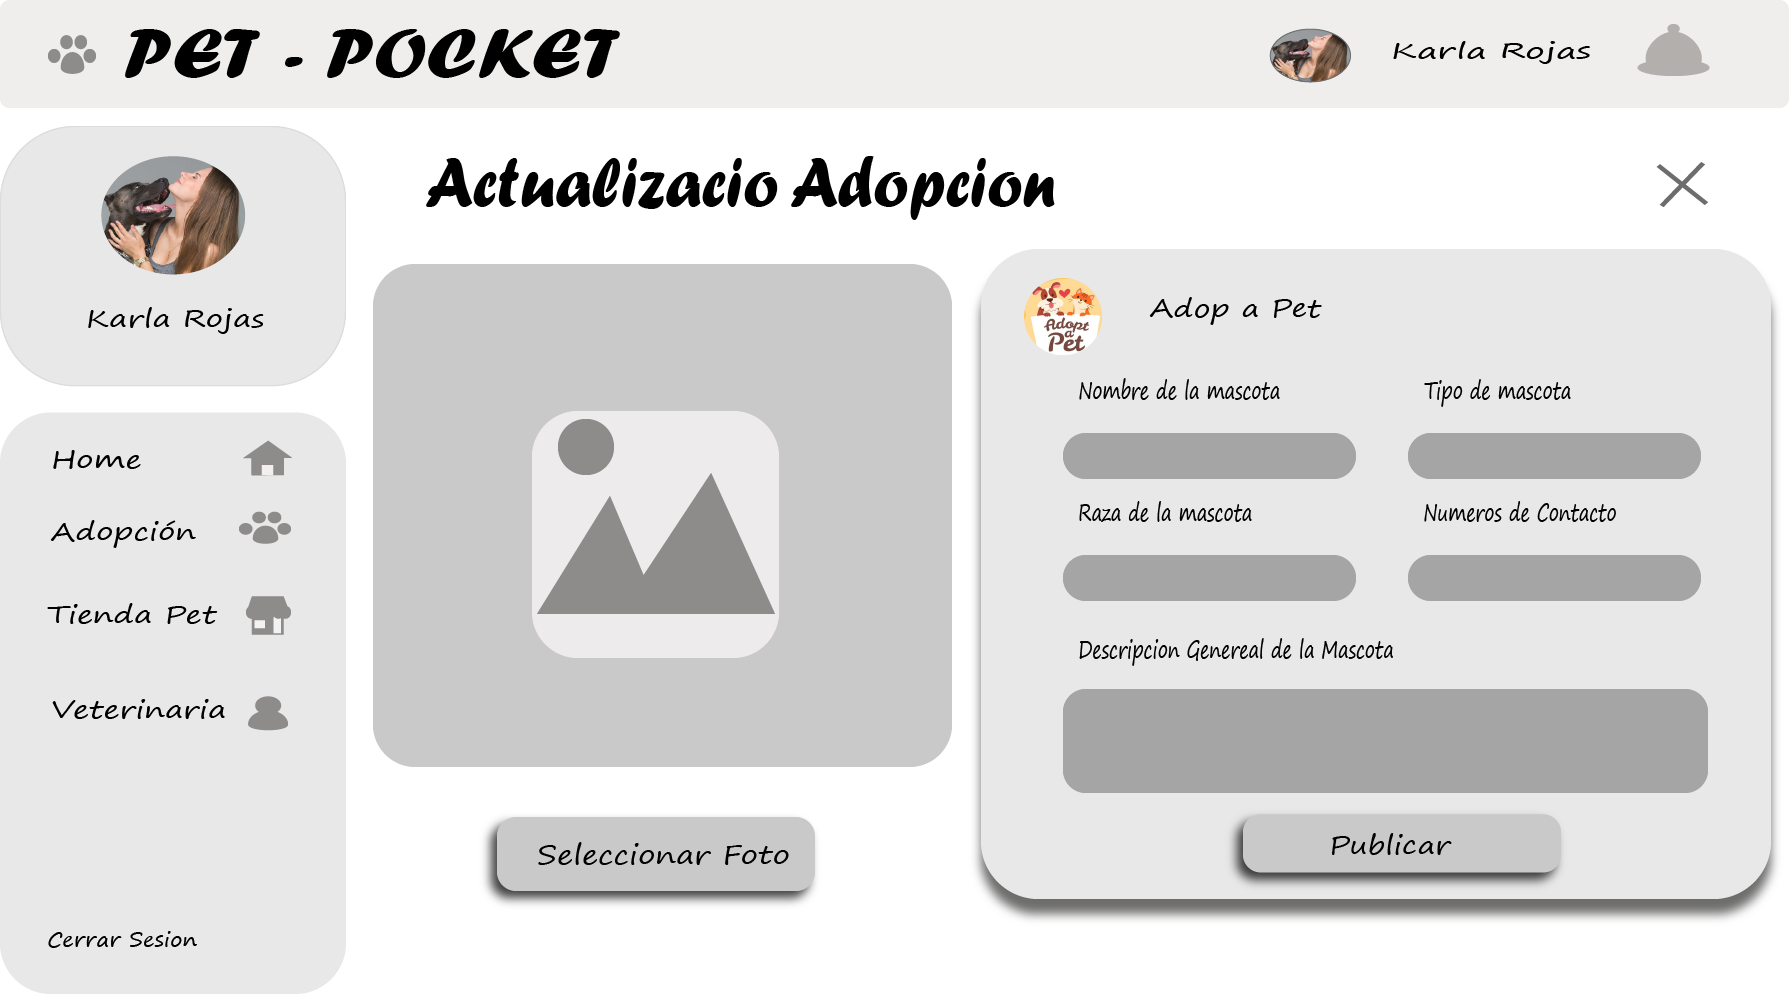 PET - POCKET
Karla Rojas
Karla Rojas
Home
Adopción
Tienda Pet
Veterinaria
Cerrar Sesion
Actualizacio Adopcion
Seleccionar Foto
Adopt
a
Pet
Adop a Pet
Nombre de la mascota
Tipo de mascota
Raza de la mascota
Numeros de Contacto
Descripcion Genereal de la Mascota
Publicar